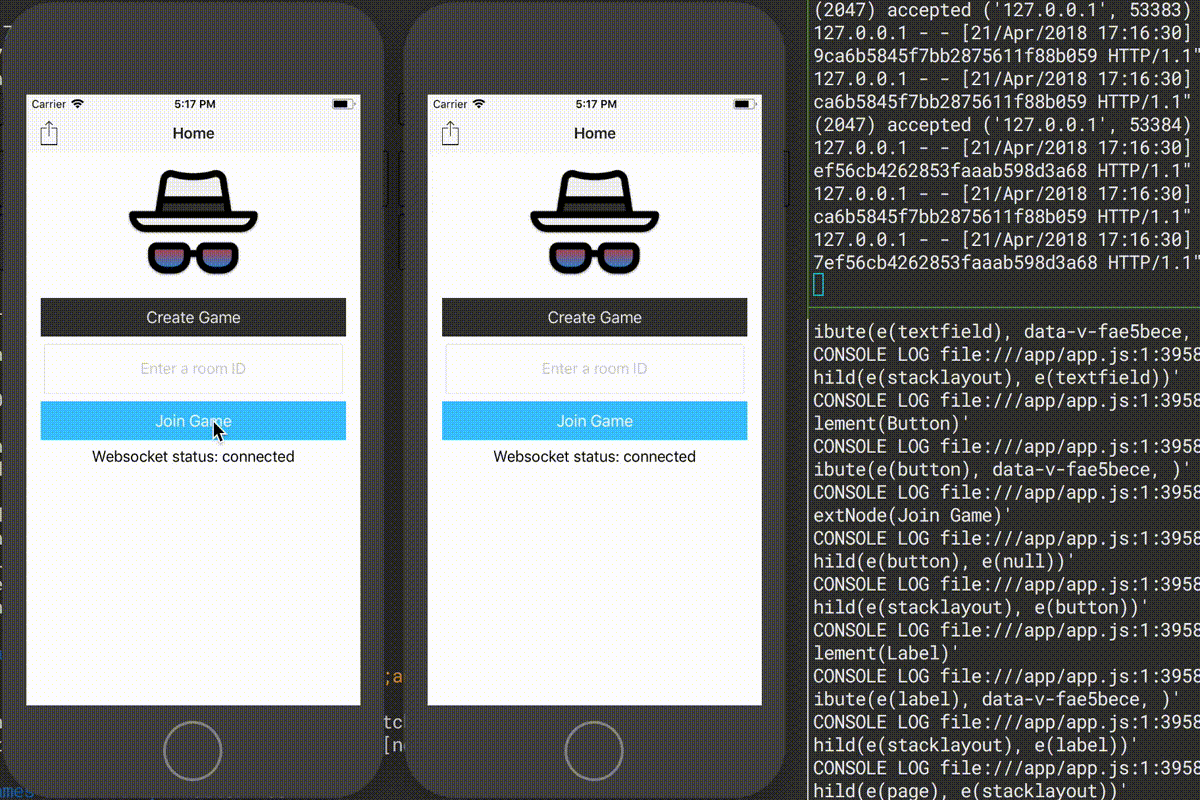 Carrier 5:17 PM
Home
Create Game
Enter a room ID
Join Game
Websocket status: connected
Carrier 5:17 PM
Home
Create Game
Enter a room ID
Join Game
Websocket status: connected
(2047) accepted ('127.0.0.1', 53383)
127.0.0.1 - - [21/Apr/2018 17:16:30]
9ca6b5845f7bb2875611f88b059 HTTP/1.1"
127.0.0.1 - - [21/Apr/2018 17:16:30]
ca6b5845f7bb2875611f88b059 HTTP/1.1"
(2047) accepted ('127.0.0.1', 53384)
127.0.0.1 - - [21/Apr/2018 17:16:30]
ef56cb4262853faaab598d3a68 HTTP/1.1"
127.0.0.1 - - [21/Apr/2018 17:16:30]
ca6b5845f7bb2875611f88b059 HTTP/1.1"
127.0.0.1 - - [21/Apr/2018 17:16:30]
7ef56cb4262853faaab598d3a68 HTTP/1.1"
ibute(e(textfield), data-v-fae5bece,
CONSOLE LOG file:///app/app.js:1:3958
hild(e(stacklayout), e(textfield))'
CONSOLE LOG file:///app/app.js:1:3958
lement(Button)'
CONSOLE LOG file:///app/app.js:1:3958
ibute(e(button), data-v-fae5bece, )'
CONSOLE LOG file:///app/app.js:1:3958
extNode(Join Game)'
CONSOLE LOG file:///app/app.js:1:3958
hild(e(button), e(null))'
CONSOLE LOG file:///app/app.js:1:3958
hild(e(stacklayout), e(button))'
CONSOLE LOG file:///app/app.js:1:3958
lement(Label)'
CONSOLE LOG file:///app/app.js:1:3958
ibute(e(label), data-v-fae5bece, )'
CONSOLE LOG file:///app/app.js:1:3958
hild(e(stacklayout), e(label))'
CONSOLE LOG file:///app/app.js:1:3958
hild(e(page), e(stacklayout))'